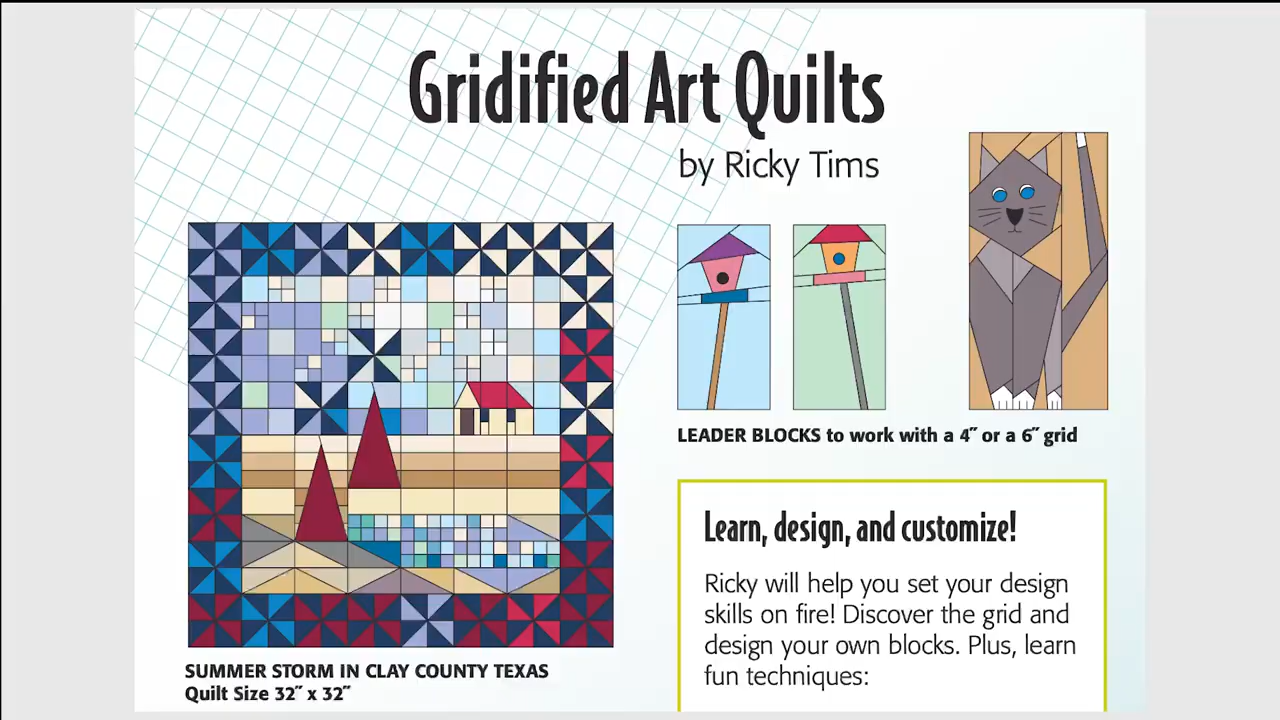 Gridified Art Quilts
by Ricky Tims
LEADER BLOCKS to work with a 4˝ or a 6˝ grid
SUMMER STORM IN CLAY COUNTY TEXAS
Quilt Size 32˝ x 32˝
Learn, design, and customize!
Ricky will help you set your design
skills on fire! Discover the grid and
design your own blocks. Plus, learn
fun techniques: